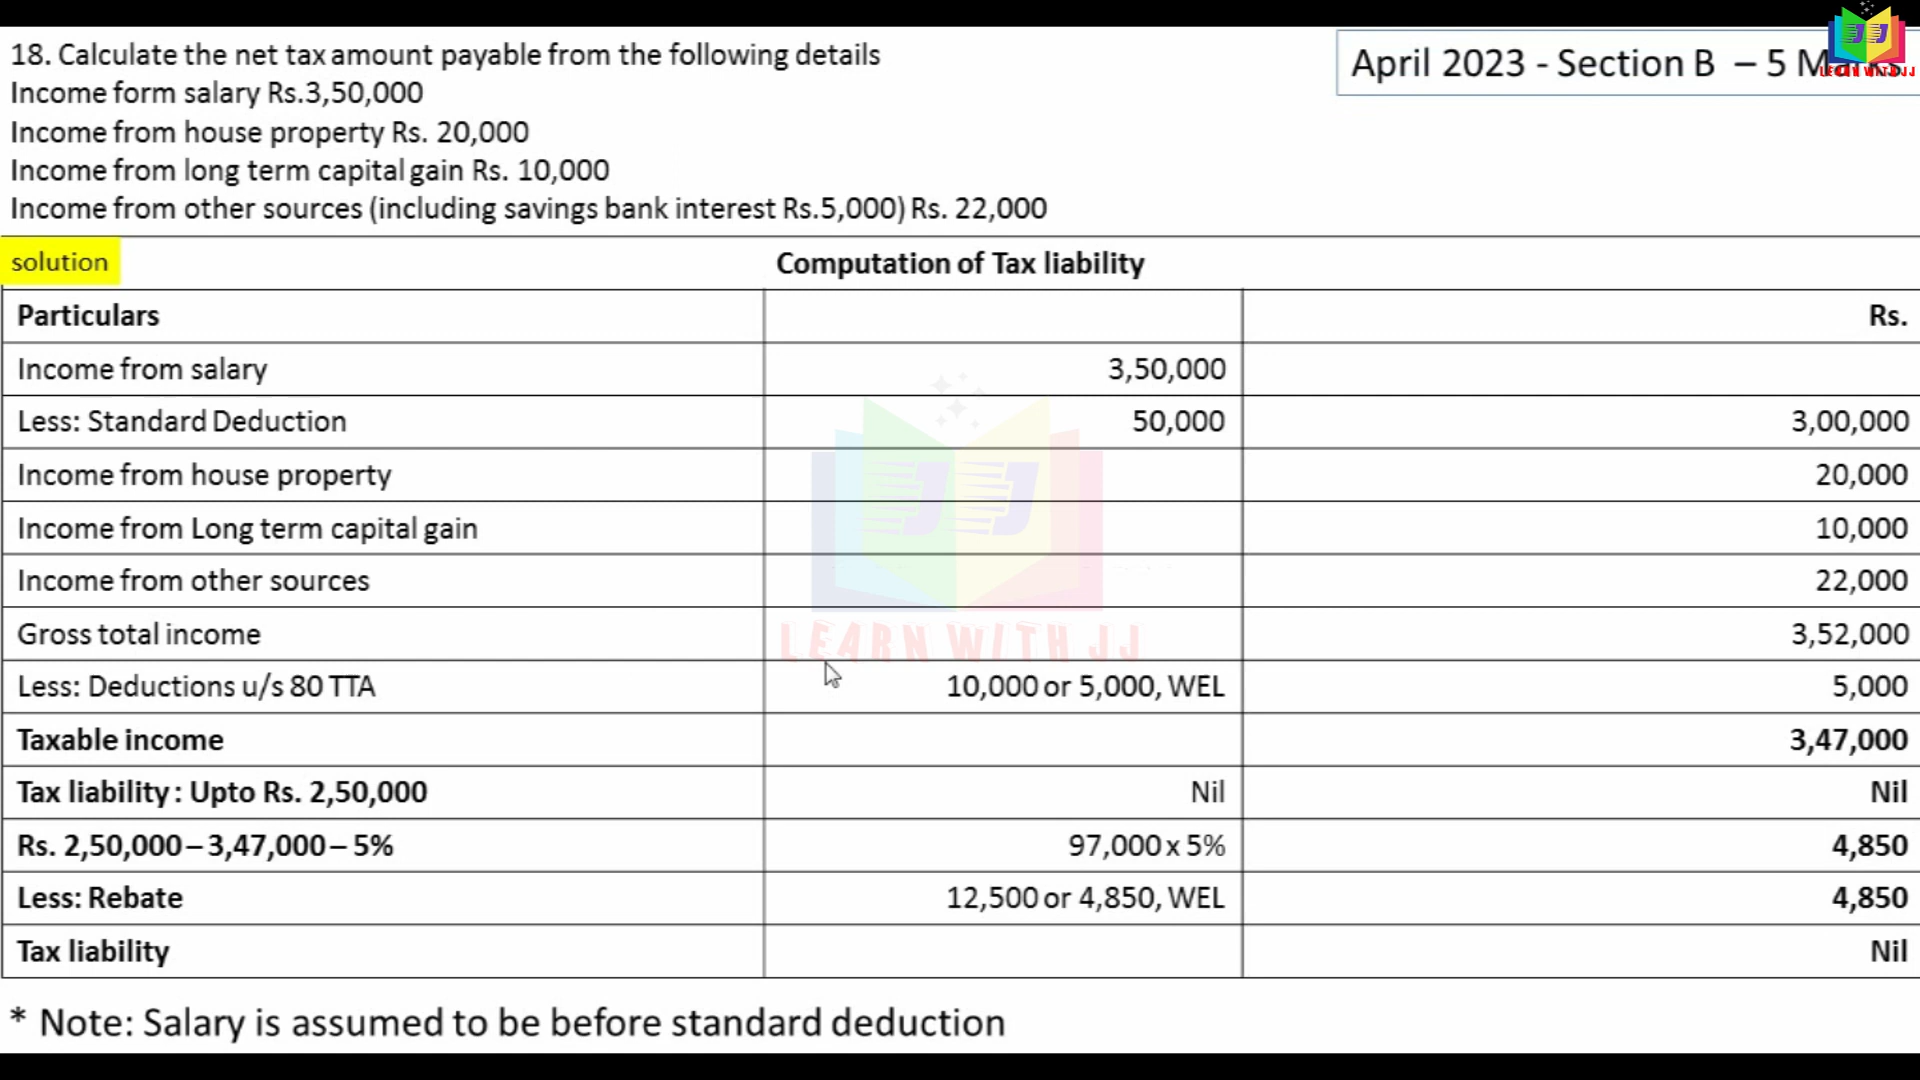 18. Calculate the net tax amount payable from the following details
April 2023 - Section B – 5 Marks
LEARN WITH JJ
Income form salary Rs.3,50,000
Income from house property Rs. 20,000
Income from long term capital gain Rs. 10,000
Income from other sources (including savings bank interest Rs.5,000) Rs. 22,000
solution
Computation of Tax liability
Particulars Rs.
Income from salary 3,50,000
Less: Standard Deduction 50,000 3,00,000
Income from house property 20,000
Income from Long term capital gain 10,000
Income from other sources 22,000
Gross total income 3,52,000
LEARN WITH JJ
Less: Deductions u/s 80 TTA 10,000 or 5,000, WEL 5,000
Taxable income 3,47,000
Tax liability : Upto Rs. 2,50,000 Nil Nil
Rs. 2,50,000 – 3,47,000 – 5% 97,000 x 5% 4,850
Less: Rebate 12,500 or 4,850, WEL 4,850
Tax liability Nil
* Note: Salary is assumed to be before standard deduction